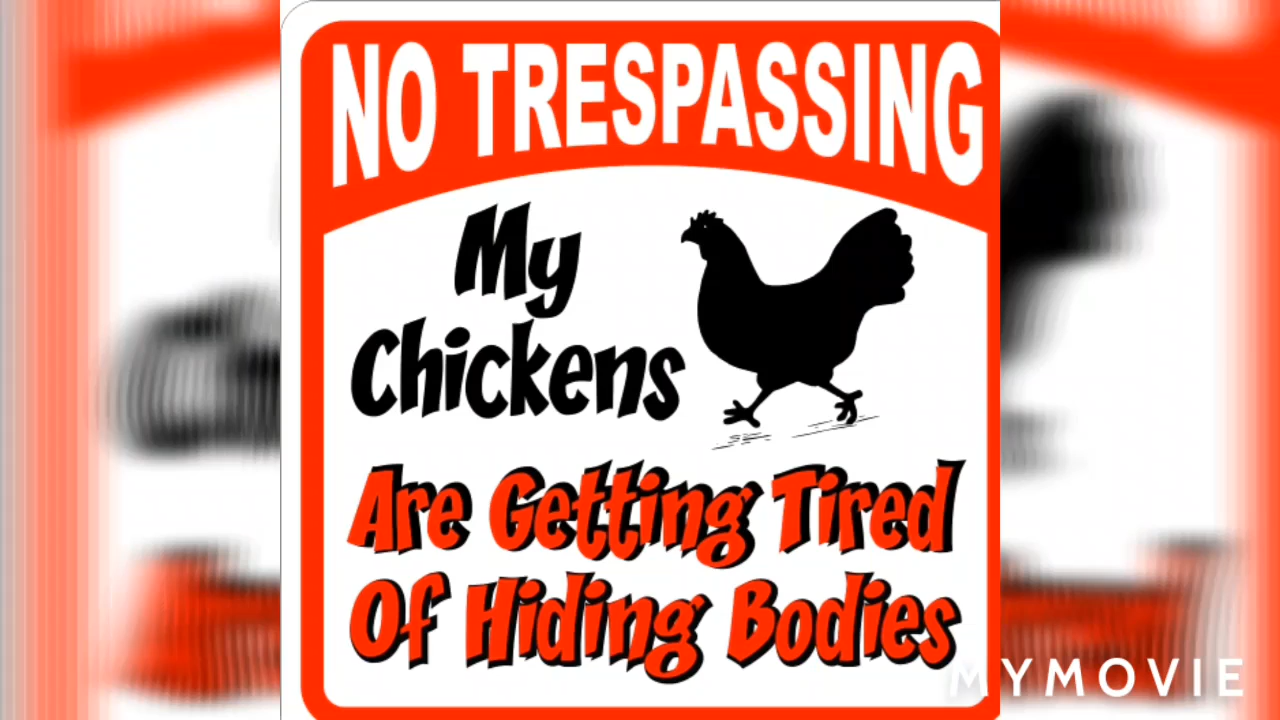 NO TRESPASSING
My
Chickens
Are Getting Tired
Of Hiding Bodies
MYMOVIE